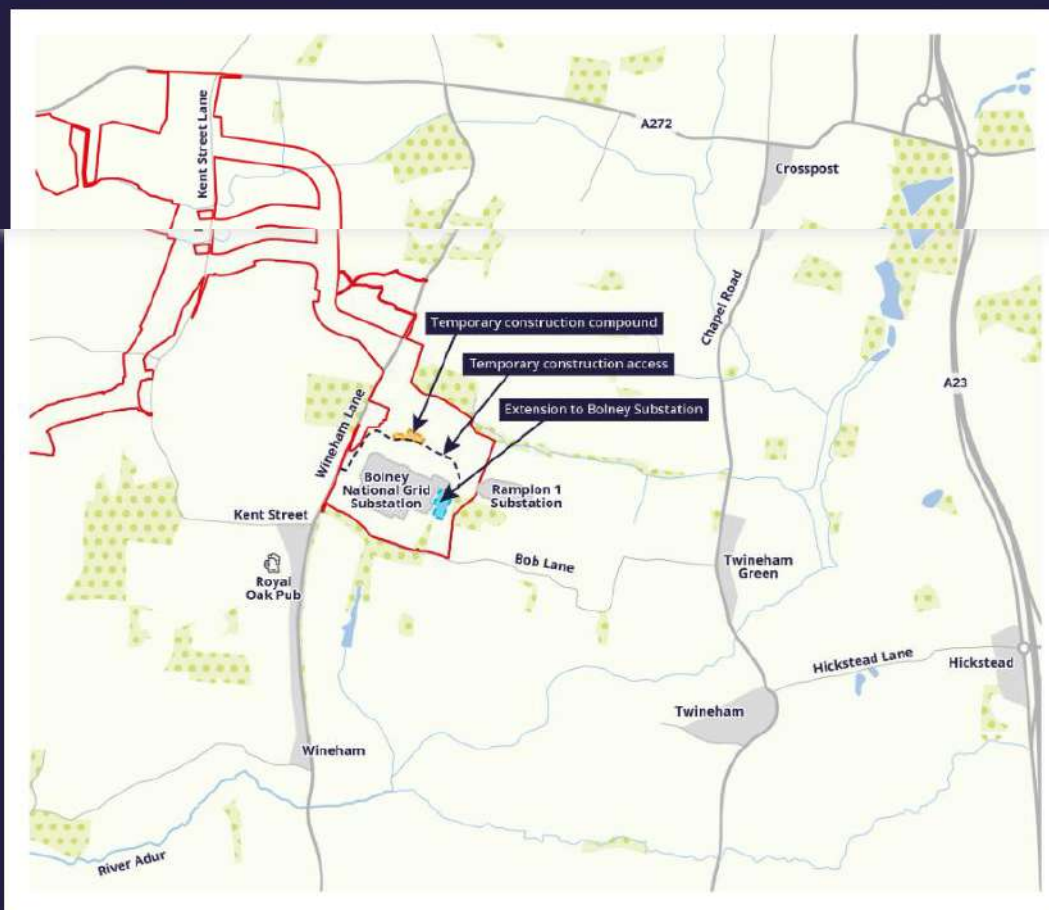 Kent Street Lane
A272
Crosspost
Chapel Road
Temporary construction compound
Temporary construction access
A23
Extension to Bolney Substation
Wineham Lane
Bolney
National Grid
Substation
Rampion 1
Substation
Kent Street
Bob Lane
Royal
Oak Pub
Twineham
Green
Hickstead Lane
Hickstead
Twineham
Wineham
River Adur